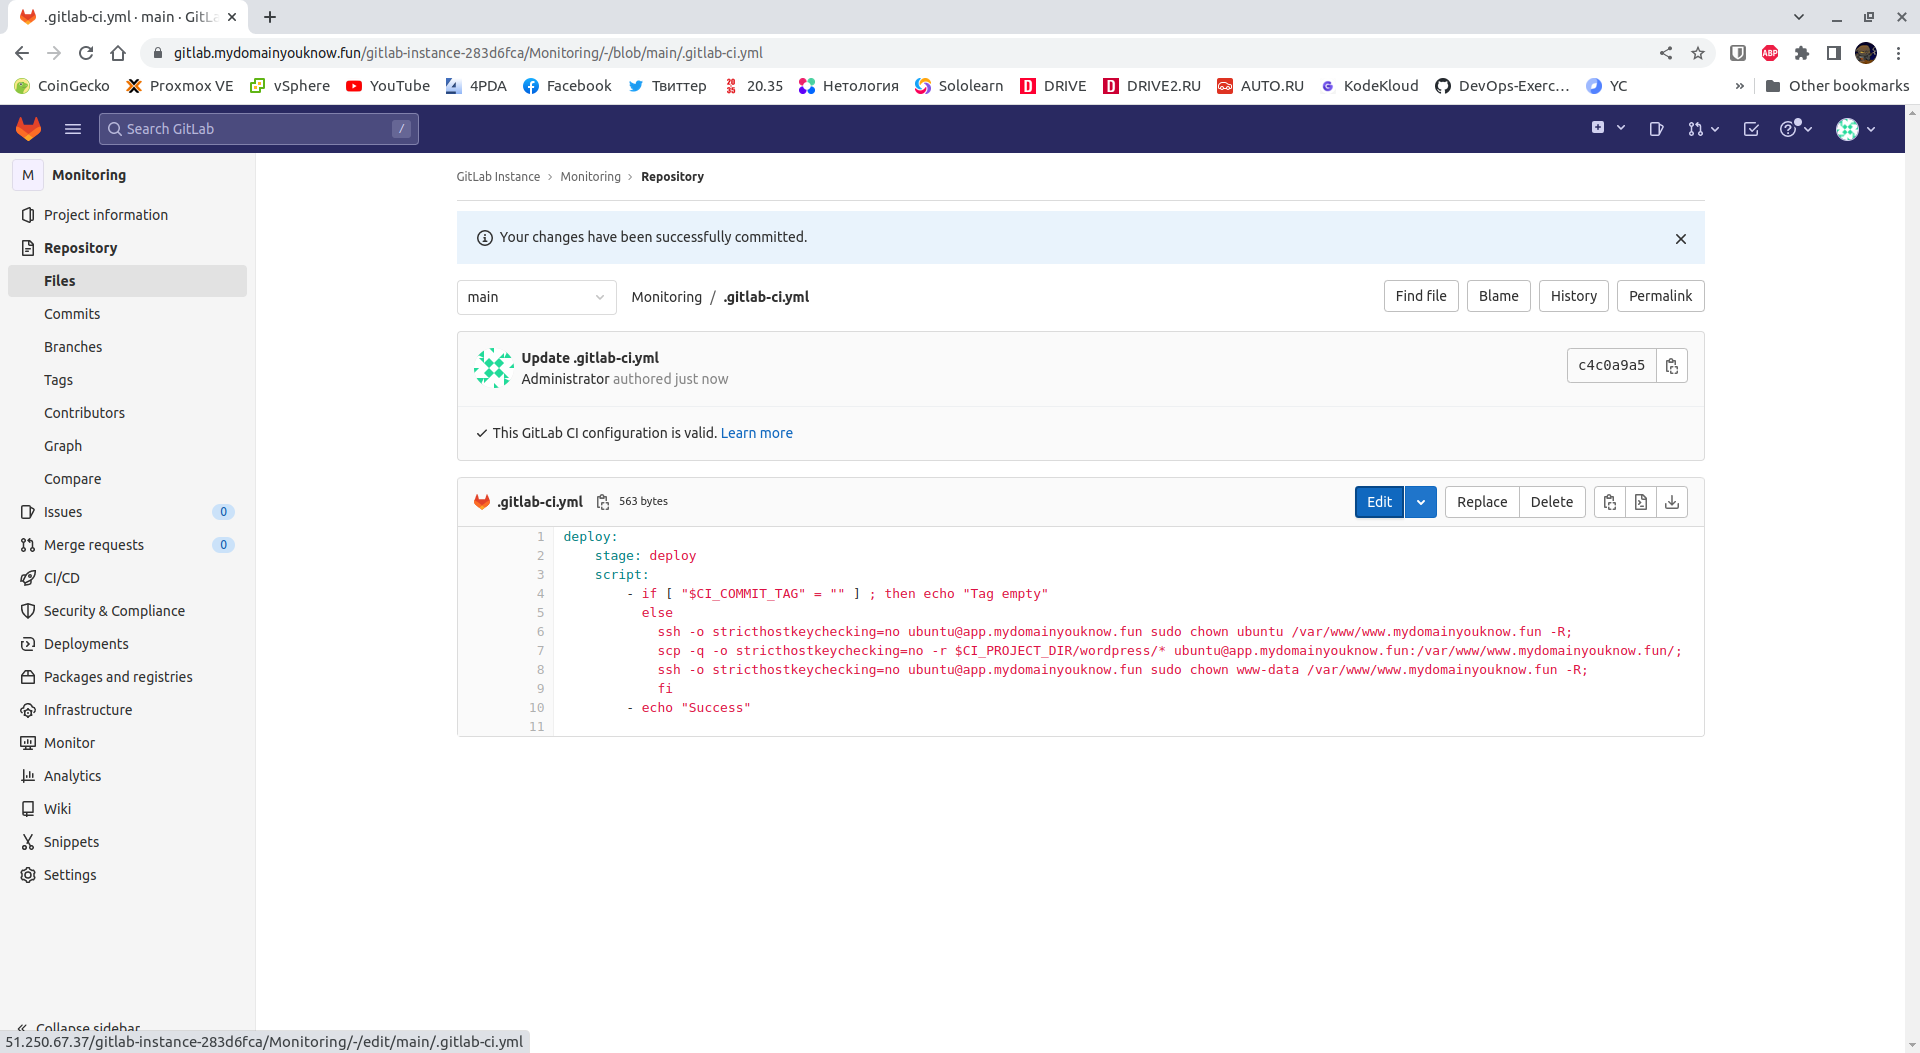 .gitlab-ci.yml · main · GitLa
gitlab.mydomainyouknow.fun/gitlab-instance-283d6fca/Monitoring/-/blob/main/.gitlab-ci.yml
ABP
CoinGecko
Proxmox VE
vSphere
YouTube
4PDA
Facebook
Твиттер
20.35
Нетология
Sololearn
DRIVE
DRIVE2.RU
AUTO.RU
KodeKloud
DevOps-Exerc...
YC
»
Other bookmarks
Search GitLab
/
M
Monitoring
Project information
Repository
Files
Commits
Branches
Tags
Contributors
Graph
Compare
Issues 0
Merge requests 0
CI/CD
Security & Compliance
Deployments
Packages and registries
Infrastructure
Monitor
Analytics
Wiki
Snippets
Settings
Collapse sidebar
GitLab Instance › Monitoring › Repository
Your changes have been successfully committed.
main
Monitoring / .gitlab-ci.yml
Find file
Blame
History
Permalink
Update .gitlab-ci.yml
Administrator authored just now
c4c0a9a5
This GitLab CI configuration is valid. Learn more
.gitlab-ci.yml 563 bytes
Edit
Replace
Delete
1 deploy:
2     stage: deploy
3     script:
4         - if [ "$CI_COMMIT_TAG" = "" ] ; then echo "Tag empty"
5           else
6             ssh -o stricthostkeychecking=no ubuntu@app.mydomainyouknow.fun sudo chown ubuntu /var/www/www.mydomainyouknow.fun -R;
7             scp -q -o stricthostkeychecking=no -r $CI_PROJECT_DIR/wordpress/* ubuntu@app.mydomainyouknow.fun:/var/www/www.mydomainyouknow.fun/;
8             ssh -o stricthostkeychecking=no ubuntu@app.mydomainyouknow.fun sudo chown www-data /var/www/www.mydomainyouknow.fun -R;
9             fi
10         - echo "Success"
11
51.250.67.37/gitlab-instance-283d6fca/Monitoring/-/edit/main/.gitlab-ci.yml